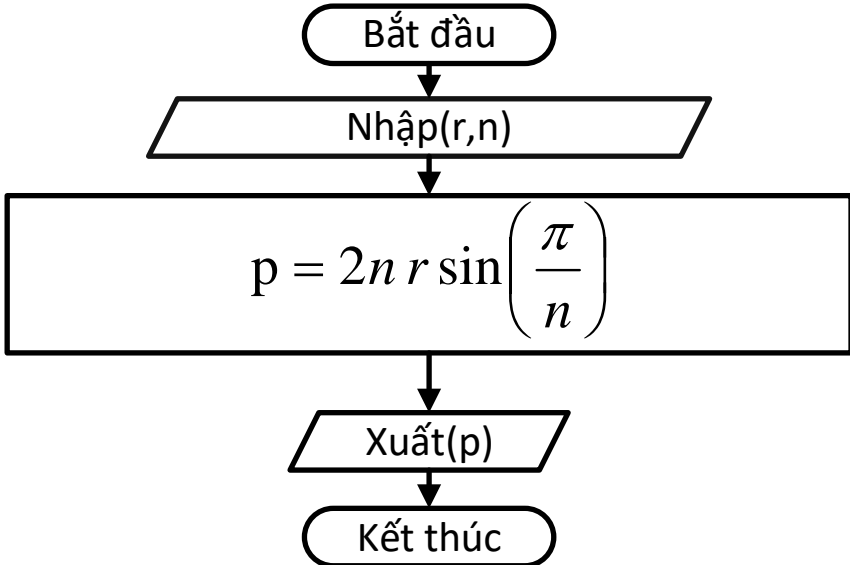 Bắt đầu
Nhập(r,n)
p = 2n r sin(π/n)
Xuất(p)
Kết thúc